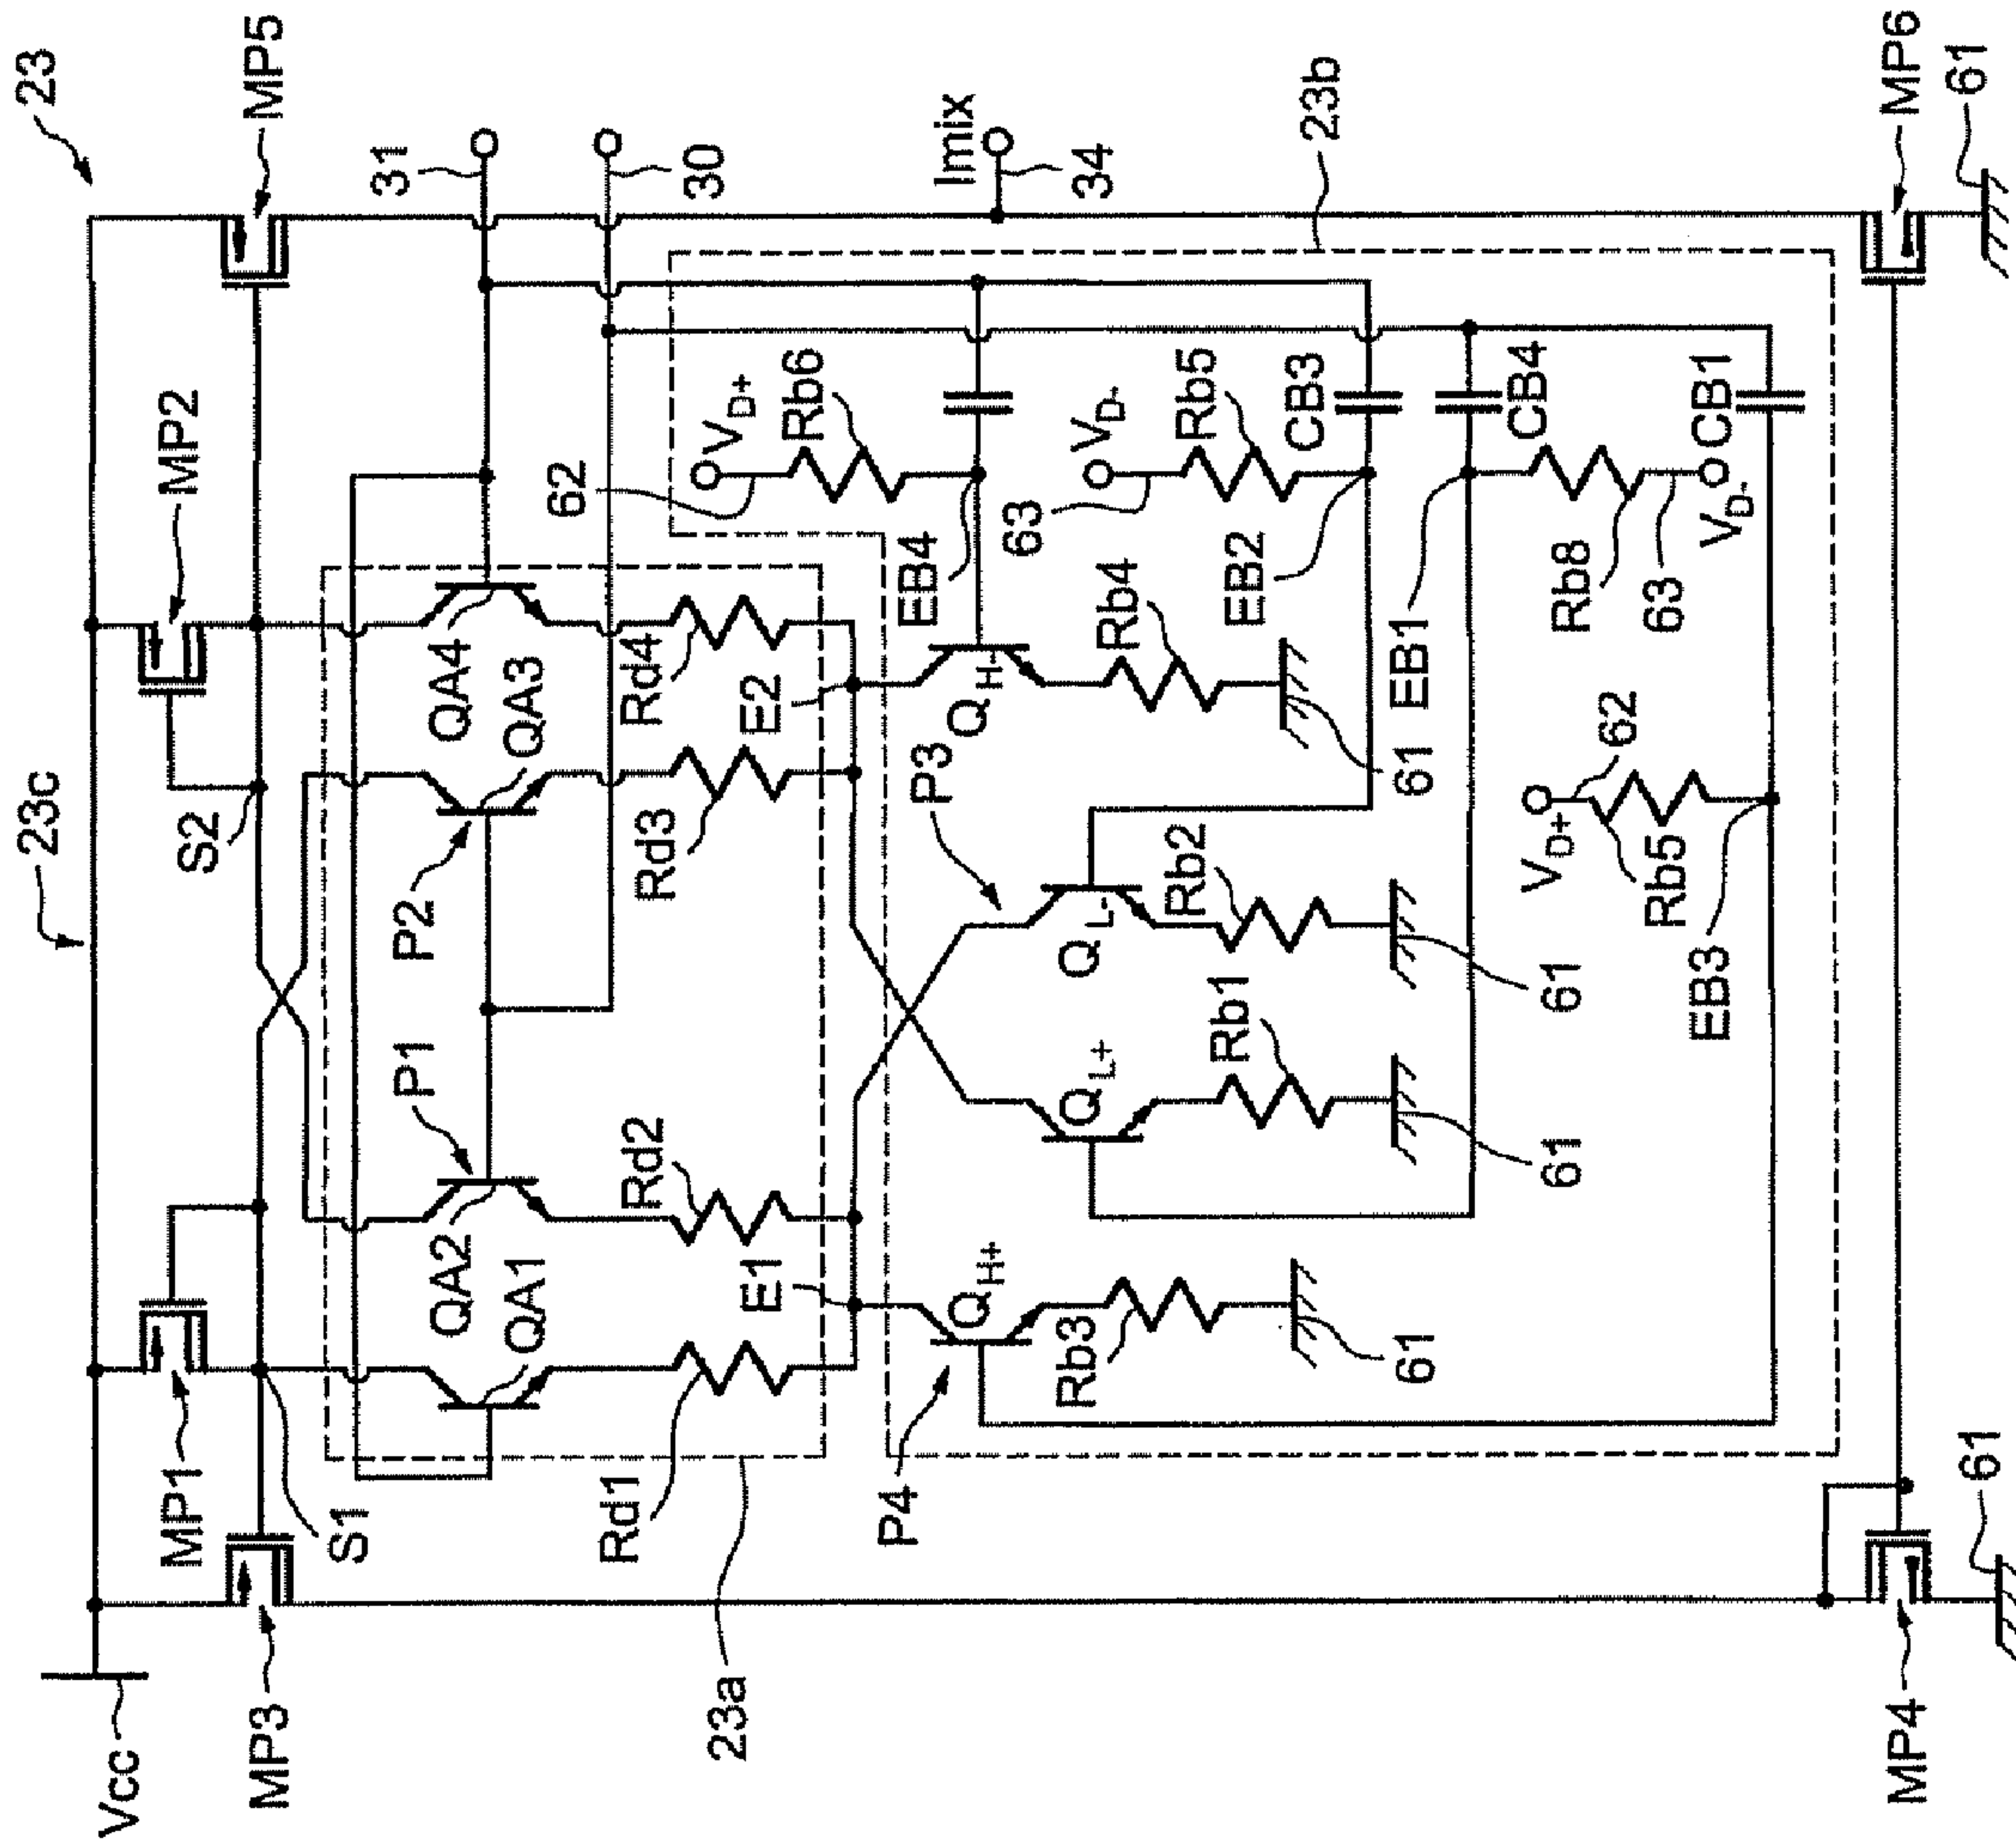 23
23c
Vcc
MP3
MP1
S1
S2
MP2
MP5
31
30
62
Imix
34
23b
P1
P2
QA2
QA1
QA4
QA3
Rd1
Rd2
Rd3
Rd4
E1
E2
23a
VD+
Rb6
EB4
QH-
Rb4
61
63
VD-
Rb5
EB2
CB3
P3
QL-
Rb2
61
QL+
Rb1
61
P4
QH+
Rb3
61
EB1
CB4
Rb8
63
VD-
CB1
VD+
62
Rb5
EB3
MP4
61
MP6
61